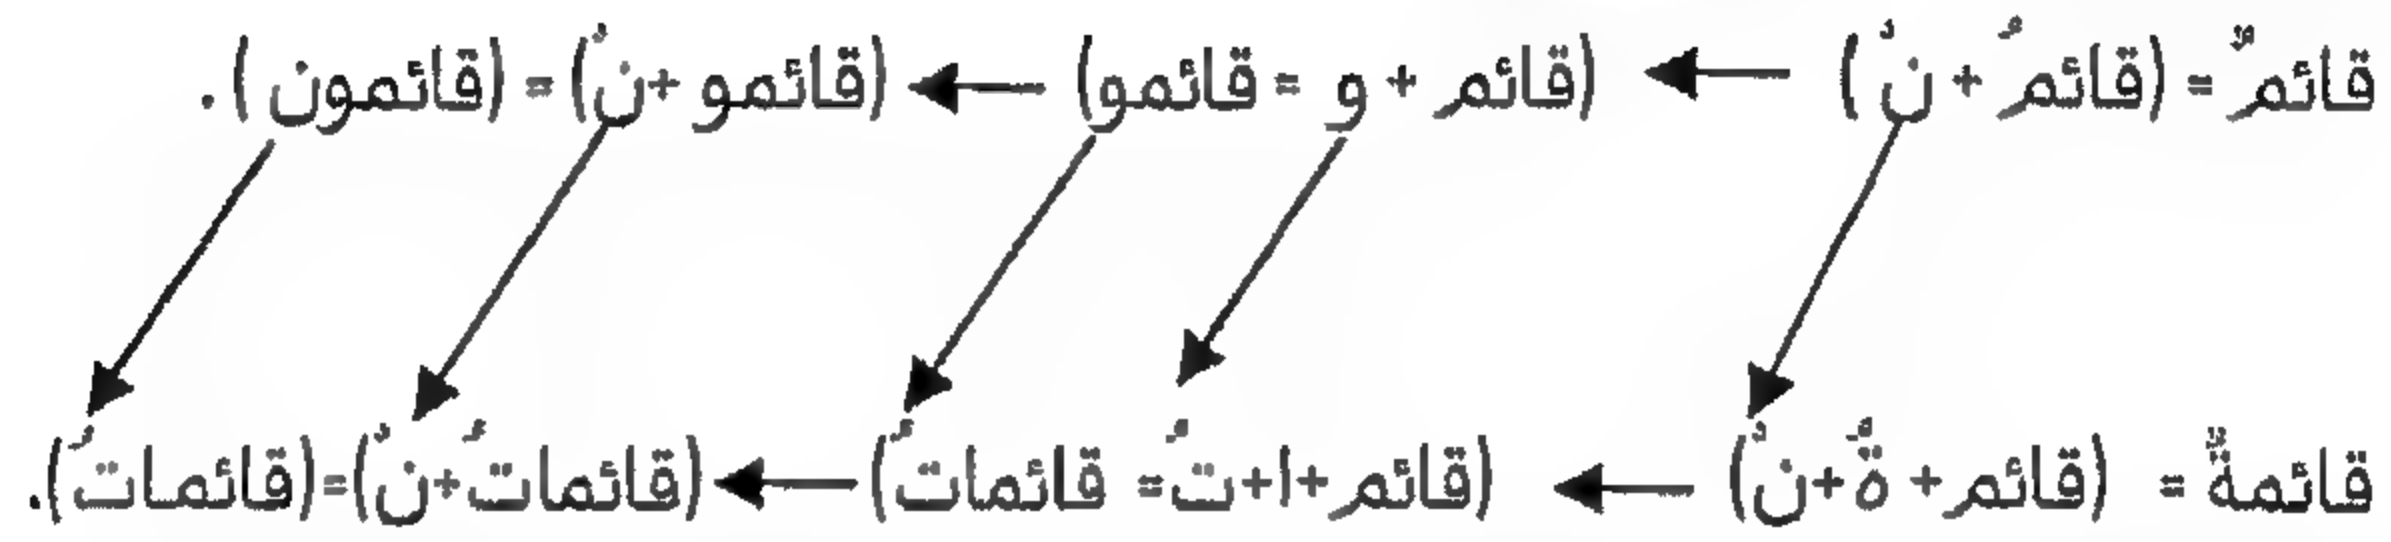 قائمٌ = (قائمُ + نْ) ← (قائم + و = قائمو) ← (قائمو + نْ) = (قائمون).
قائمةٌ = (قائم + ةُ + نْ) ← (قائم + ا + تُ = قائماتُ) ← (قائماتُ + نْ) = (قائماتُ).